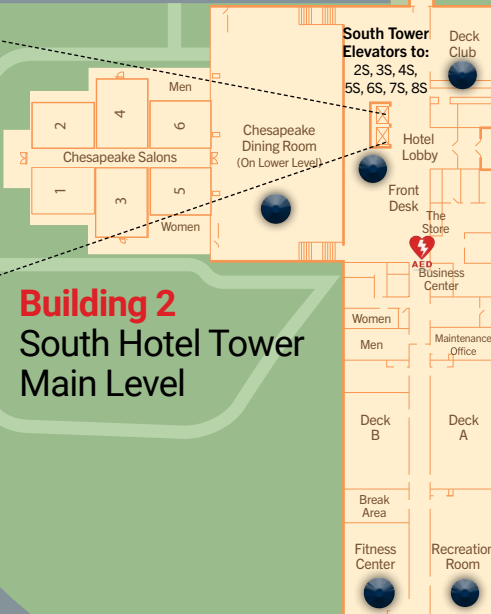 South Tower
Elevators to:
2S, 3S, 4S,
5S, 6S, 7S, 8S
Deck
Club
Men
2
4
6
Chesapeake Salons
1
3
5
Women
Chesapeake
Dining Room
(On Lower Level)
Hotel
Lobby
Front
Desk
The
Store
AED
Business
Center
Building 2
South Hotel Tower
Main Level
Women
Men
Maintenance
Office
Deck
B
Deck
A
Break
Area
Fitness
Center
Recreation
Room